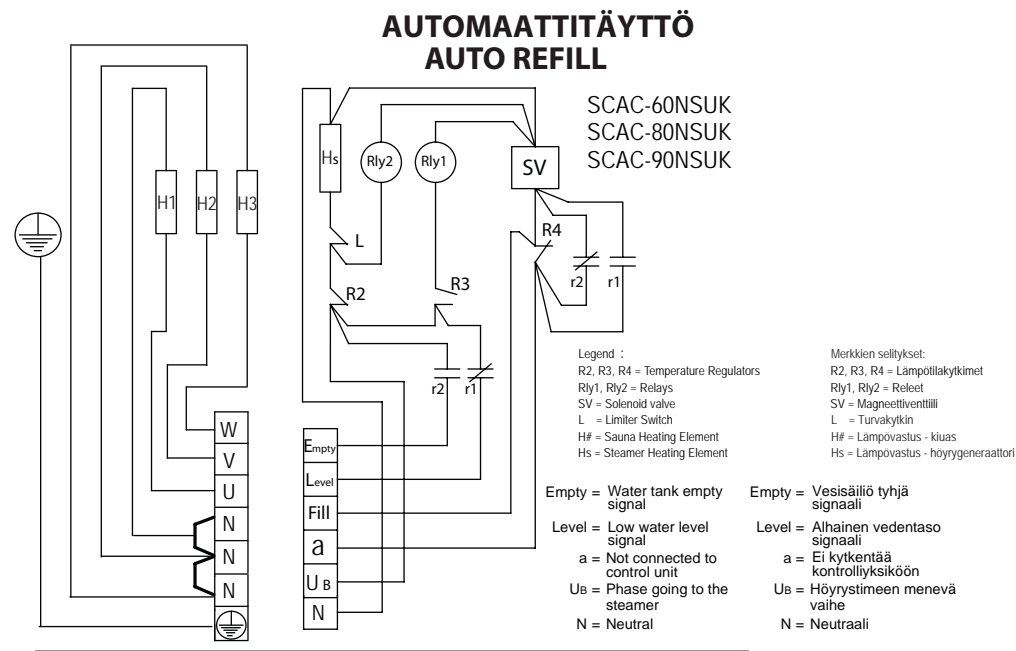 AUTOMAATTITÄYTTÖ
AUTO REFILL
SCAC-60NSUK
SCAC-80NSUK
SCAC-90NSUK
H1
H2
H3
Hs
Rly2
Rly1
SV
L
R2
R3
R4
r2
r1
r2
r1
W
V
U
N
N
N
Empty
Level
Fill
a
UB
N
Legend :
R2, R3, R4 = Temperature Regulators
Rly1, Rly2 = Relays
SV = Solenoid valve
L = Limiter Switch
H# = Sauna Heating Element
Hs = Steamer Heating Element
Merkkien selitykset:
R2, R3, R4 = Lämpötilakytkimet
Rly1, Rly2 = Releet
SV = Magneettiventtiili
L = Turvakytkin
H# = Lämpövastus - kiuas
Hs = Lämpövastus - höyrygeneraattori
Empty = Water tank empty
signal
Level = Low water level
signal
a = Not connected to
control unit
UB = Phase going to the
steamer
N = Neutral
Empty = Vesisäiliö tyhjä
signaali
Level = Alhainen vedentaso
signaali
a = Ei kytkentää
kontrolliyksiköön
UB = Höyrystimeen menevä
vaihe
N = Neutraali